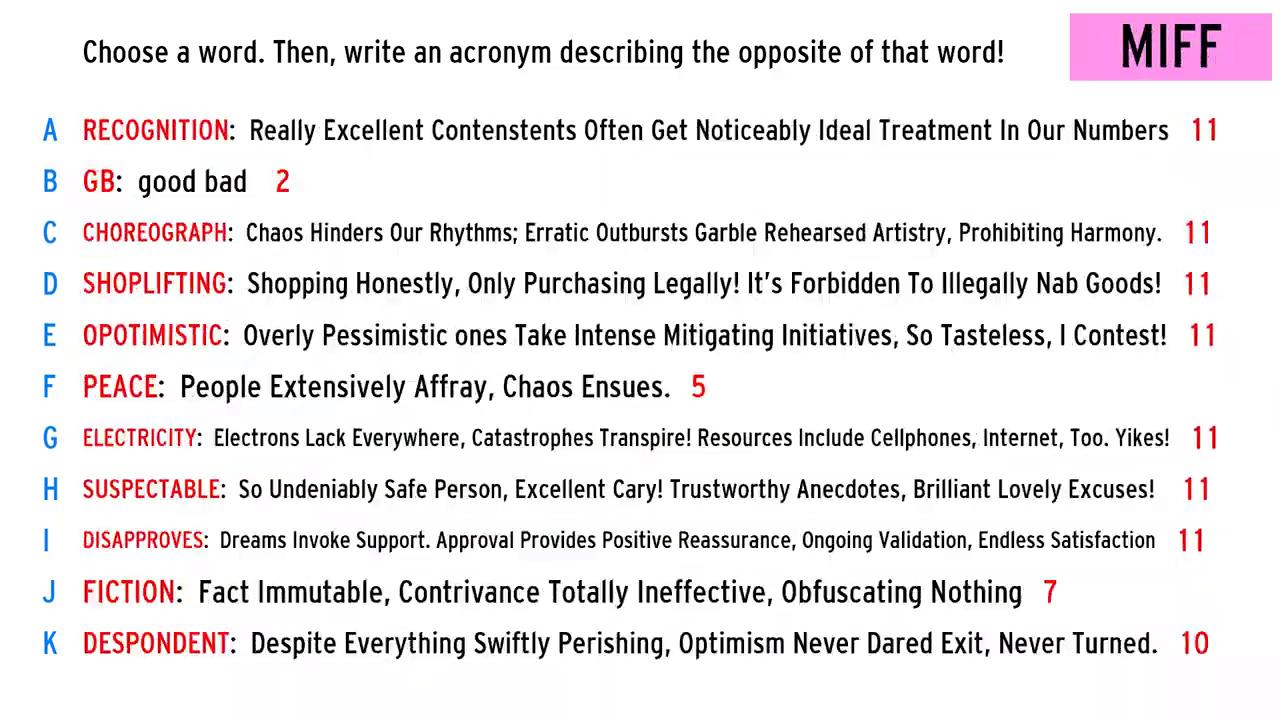 Choose a word. Then, write an acronym describing the opposite of that word!
MIFF
A RECOGNITION: Really Excellent Contenstents Often Get Noticeably Ideal Treatment In Our Numbers 11
B GB: good bad 2
C CHOREOGRAPH: Chaos Hinders Our Rhythms; Erratic Outbursts Garble Rehearsed Artistry, Prohibiting Harmony. 11
D SHOPLIFTING: Shopping Honestly, Only Purchasing Legally! It's Forbidden To Illegally Nab Goods! 11
E OPOTIMISTIC: Overly Pessimistic ones Take Intense Mitigating Initiatives, So Tasteless, I Contest! 11
F PEACE: People Extensively Affray, Chaos Ensues. 5
G ELECTRICITY: Electrons Lack Everywhere, Catastrophes Transpire! Resources Include Cellphones, Internet, Too. Yikes! 11
H SUSPECTABLE: So Undeniably Safe Person, Excellent Cary! Trustworthy Anecdotes, Brilliant Lovely Excuses! 11
I DISAPPROVES: Dreams Invoke Support. Approval Provides Positive Reassurance, Ongoing Validation, Endless Satisfaction 11
J FICTION: Fact Immutable, Contrivance Totally Ineffective, Obfuscating Nothing 7
K DESPONDENT: Despite Everything Swiftly Perishing, Optimism Never Dared Exit, Never Turned. 10